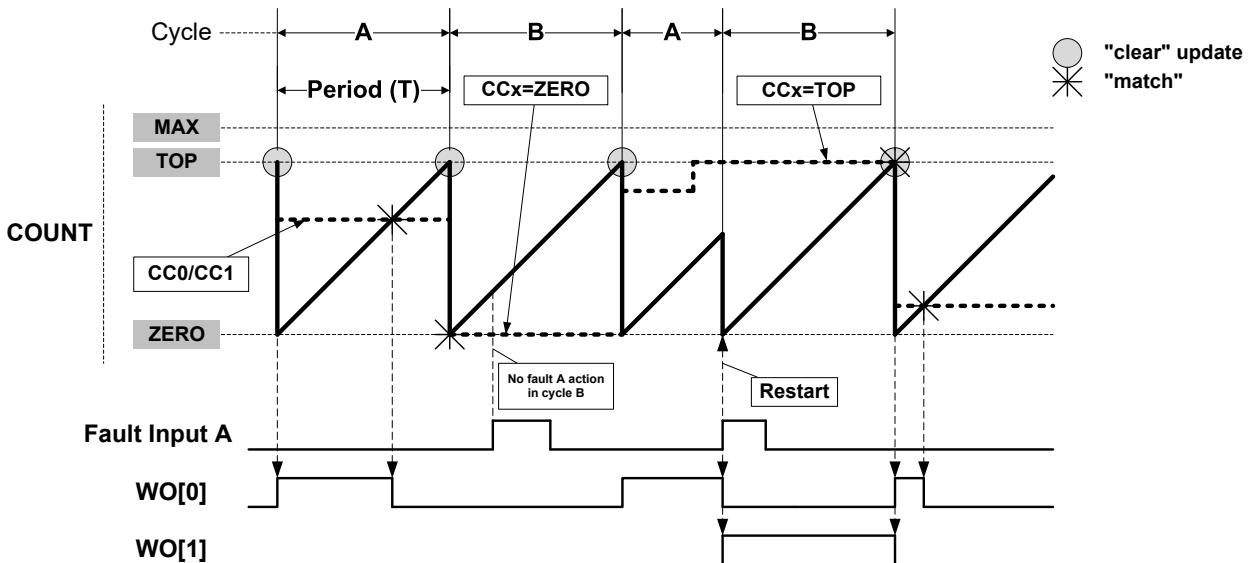 Cycle A B A B
"clear" update
"match"
Period (T)
CCx=ZERO
CCx=TOP
MAX
TOP
COUNT
CC0/CC1
ZERO
No fault A action
in cycle B
Restart
Fault Input A
WO[0]
WO[1]